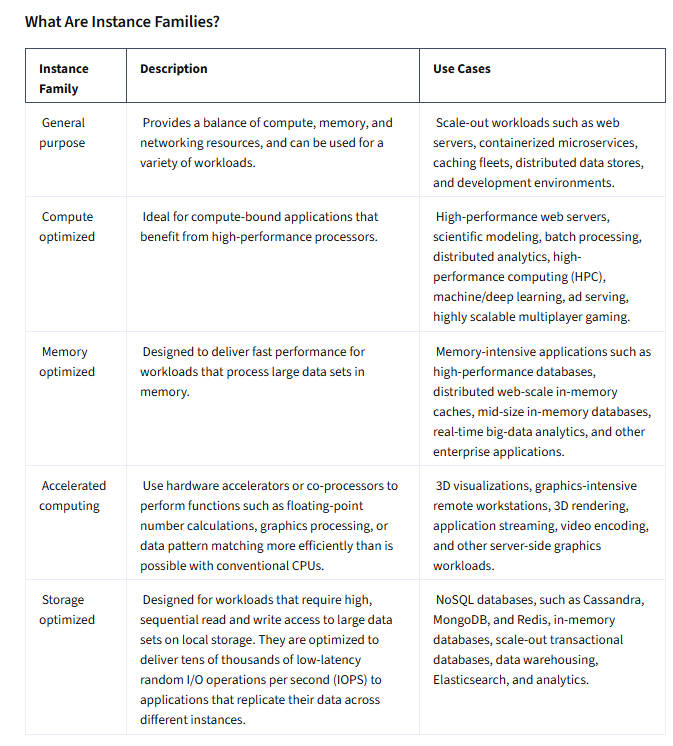 What Are Instance Families?
Instance
Family
Description
Use Cases
General
purpose
Provides a balance of compute, memory, and
networking resources, and can be used for a
variety of workloads.
Scale-out workloads such as web
servers, containerized microservices,
caching fleets, distributed data stores,
and development environments.
Compute
optimized
Ideal for compute-bound applications that
benefit from high-performance processors.
High-performance web servers,
scientific modeling, batch processing,
distributed analytics, high-
performance computing (HPC),
machine/deep learning, ad serving,
highly scalable multiplayer gaming.
Memory
optimized
Designed to deliver fast performance for
workloads that process large data sets in
memory.
Memory-intensive applications such as
high-performance databases,
distributed web-scale in-memory
caches, mid-size in-memory databases,
real-time big-data analytics, and other
enterprise applications.
Accelerated
computing
Use hardware accelerators or co-processors to
perform functions such as floating-point
number calculations, graphics processing, or
data pattern matching more efficiently than is
possible with conventional CPUs.
3D visualizations, graphics-intensive
remote workstations, 3D rendering,
application streaming, video encoding,
and other server-side graphics
workloads.
Storage
optimized
Designed for workloads that require high,
sequential read and write access to large data
sets on local storage. They are optimized to
deliver tens of thousands of low-latency
random I/O operations per second (IOPS) to
applications that replicate their data across
different instances.
NoSQL databases, such as Cassandra,
MongoDB, and Redis, in-memory
databases, scale-out transactional
databases, data warehousing,
Elasticsearch, and analytics.